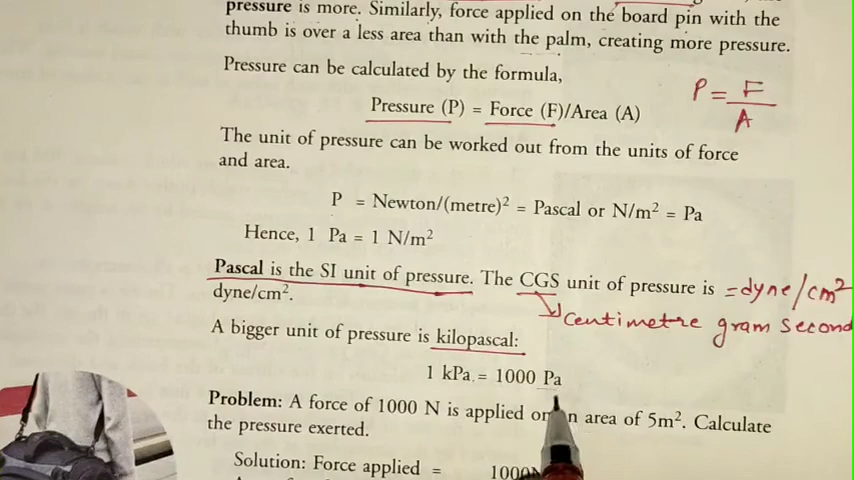 pressure is more. Similarly, force applied on the board pin with the
thumb is over a less area than with the palm, creating more pressure.
Pressure can be calculated by the formula,
Pressure (P) = Force (F)/Area (A)
P = F/A
The unit of pressure can be worked out from the units of force
and area.
P = Newton/(metre)² = Pascal or N/m² = Pa
Hence, 1 Pa = 1 N/m²
Pascal is the SI unit of pressure. The CGS unit of pressure is = dyne/cm²
dyne/cm².
Centimetre gram second
A bigger unit of pressure is kilopascal:
1 kPa = 1000 Pa
Problem: A force of 1000 N is applied on an area of 5m². Calculate
the pressure exerted.
Solution: Force applied = 1000N